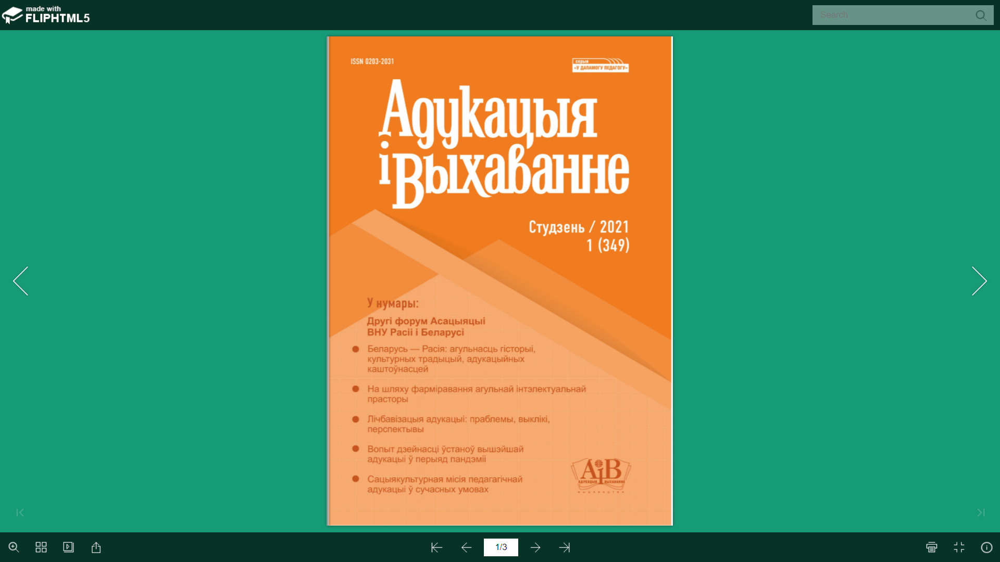 made with
FLIPHTML5
Search
ISSN 0203-2031
серыя
«У ДАПАМОГУ ПЕДАГОГУ»
Адукацыя
і Выхаванне
Студзень / 2021
1 (349)
У нумары:
Другі форум Асацыяцыі
ВНУ Расіі і Беларусі
Беларусь — Расія: агульнасць гісторыі,
культурных традыцый, адукацыйных
каштоўнасцей
На шляху фарміравання агульнай інтэлектуальнай
прасторы
Лічбавізацыя адукацыі: праблемы, выклікі,
перспектывы
Вопыт дзейнасці ўстаноў вышэйшай
адукацыі ў перыяд пандэміі
Сацыякультурная місія педагагічнай
адукацыі ў сучасных умовах
АіВ
АДУКАЦЫЯ ВЫХАВАННЕ
ВЫДАВЕЦТВА
1/3